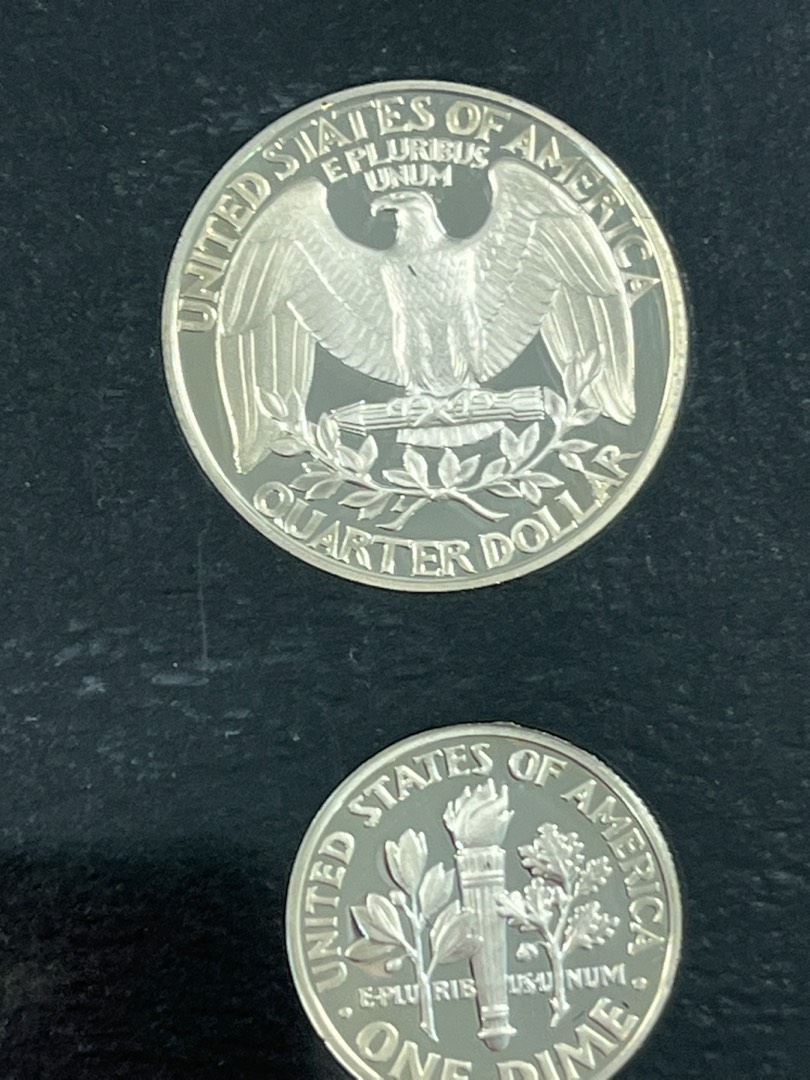 UNITED STATES OF AMERICA
E PLURIBUS
UNUM
QUARTER DOLLAR
UNITED STATES OF AMERICA
E·PLURIBUS·UNUM
• ONE DIME •